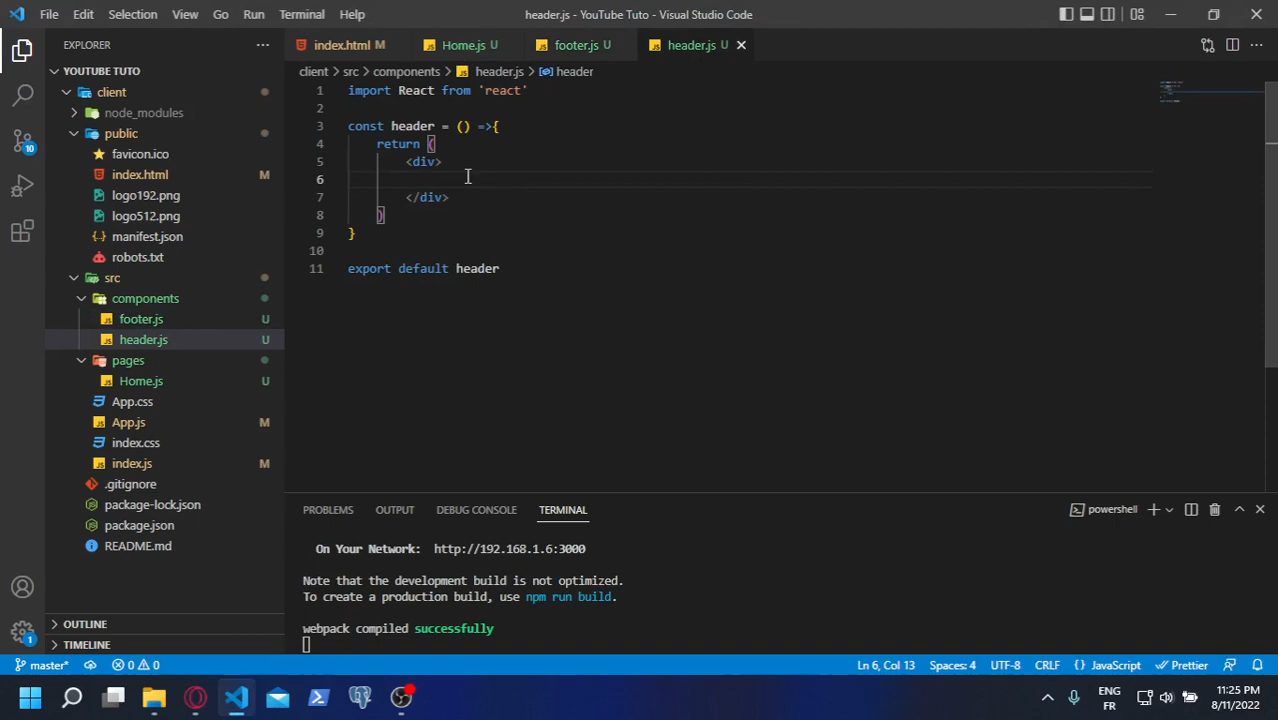 File Edit Selection View Go Run Terminal Help header.js - YouTube Tuto - Visual Studio Code
EXPLORER
index.html M Home.js U footer.js U header.js U
YOUTUBE TUTO
client > src > components > header.js > header
client
node_modules
public
favicon.ico
index.html M
logo192.png
logo512.png
manifest.json
robots.txt
src
components
footer.js U
header.js U
pages
Home.js U
App.css
App.js M
index.css
index.js M
.gitignore
package-lock.json
package.json
README.md
OUTLINE
TIMELINE
10
1
1 import React from 'react'
2
3 const header = () =>{
4 return (
5 <div>
6
7 </div>
8 )
9 }
10
11 export default header
PROBLEMS OUTPUT DEBUG CONSOLE TERMINAL powershell
On Your Network: http://192.168.1.6:3000
Note that the development build is not optimized.
To create a production build, use npm run build.
webpack compiled successfully
master* 0 0 Ln 6, Col 13 Spaces: 4 UTF-8 CRLF {} JavaScript Prettier
ENG
FR
11:25 PM
8/11/2022